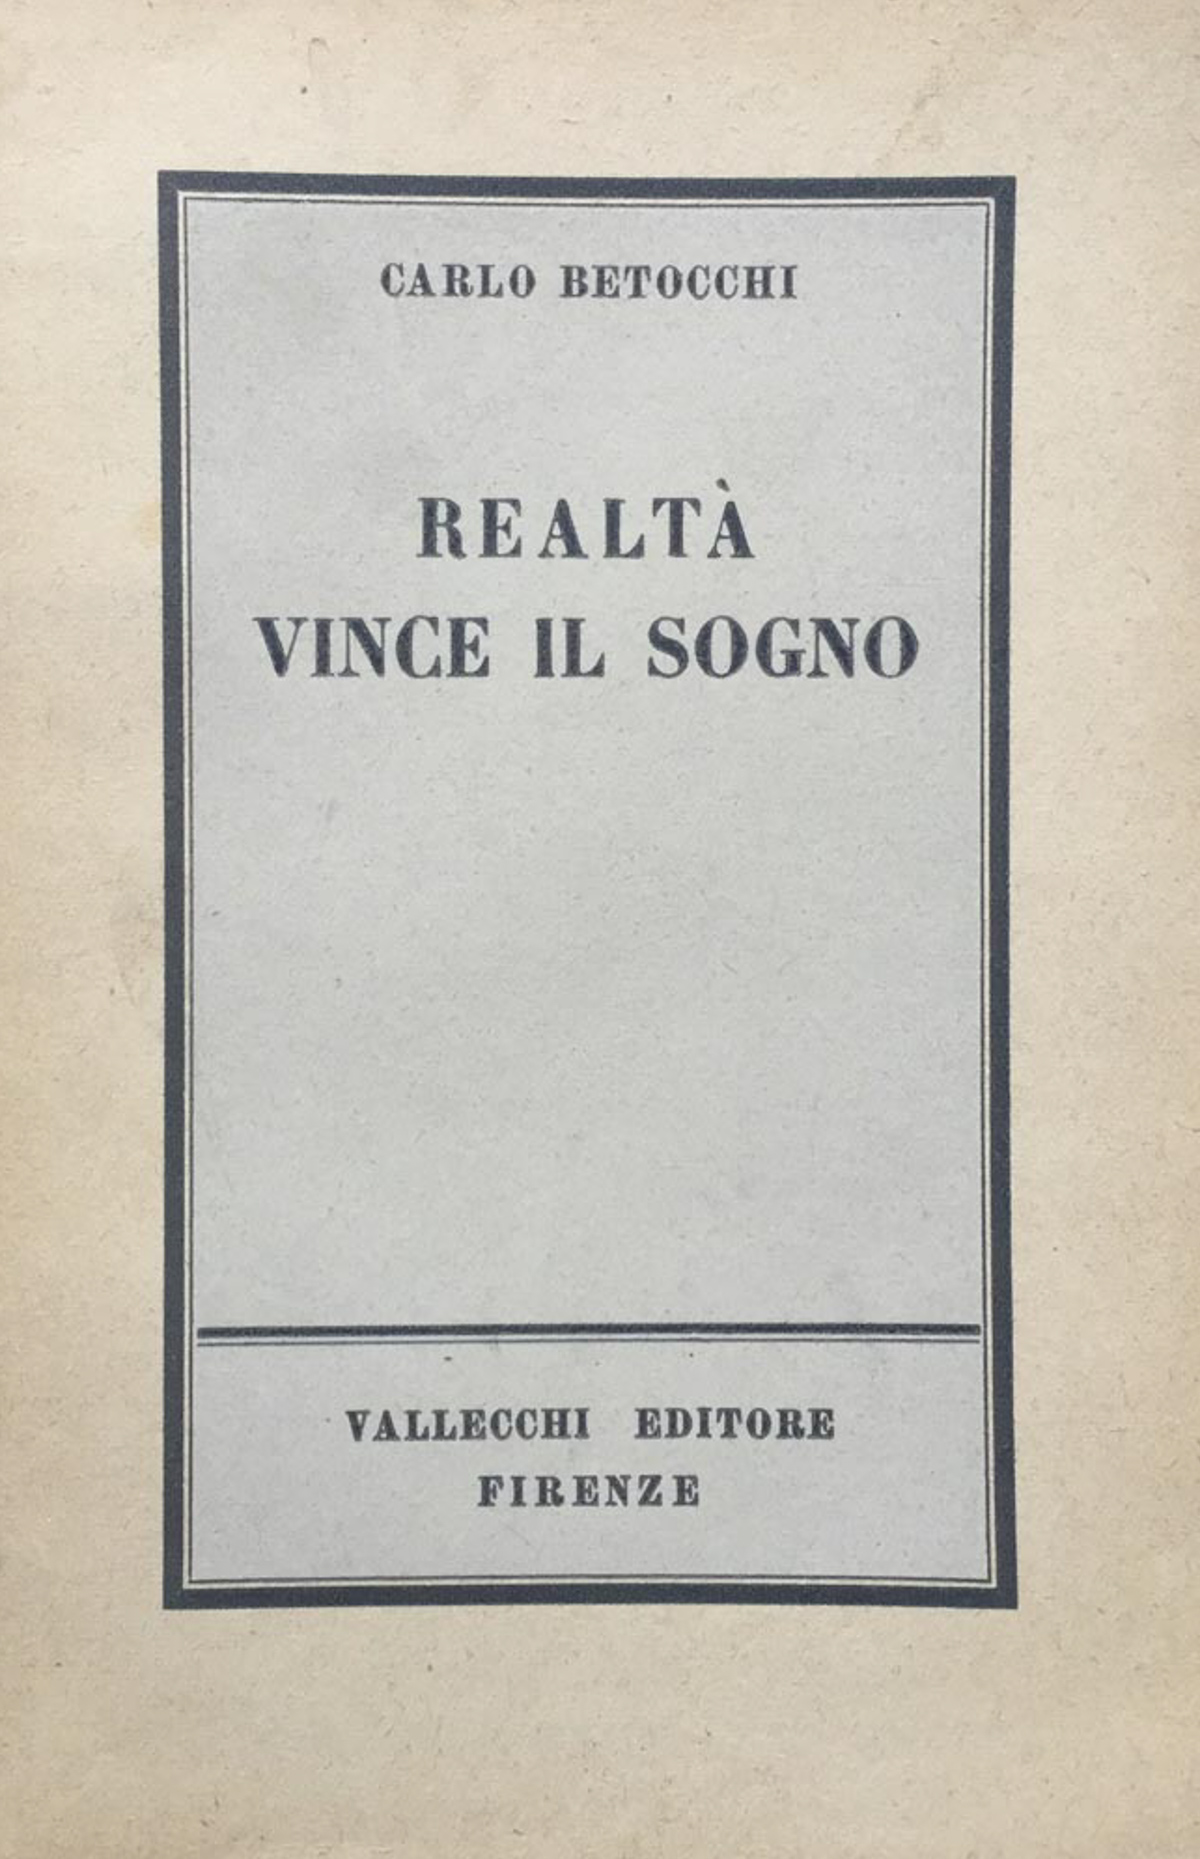 CARLO BETOCCHI
REALTÀ
VINCE IL SOGNO
VALLECCHI EDITORE
FIRENZE